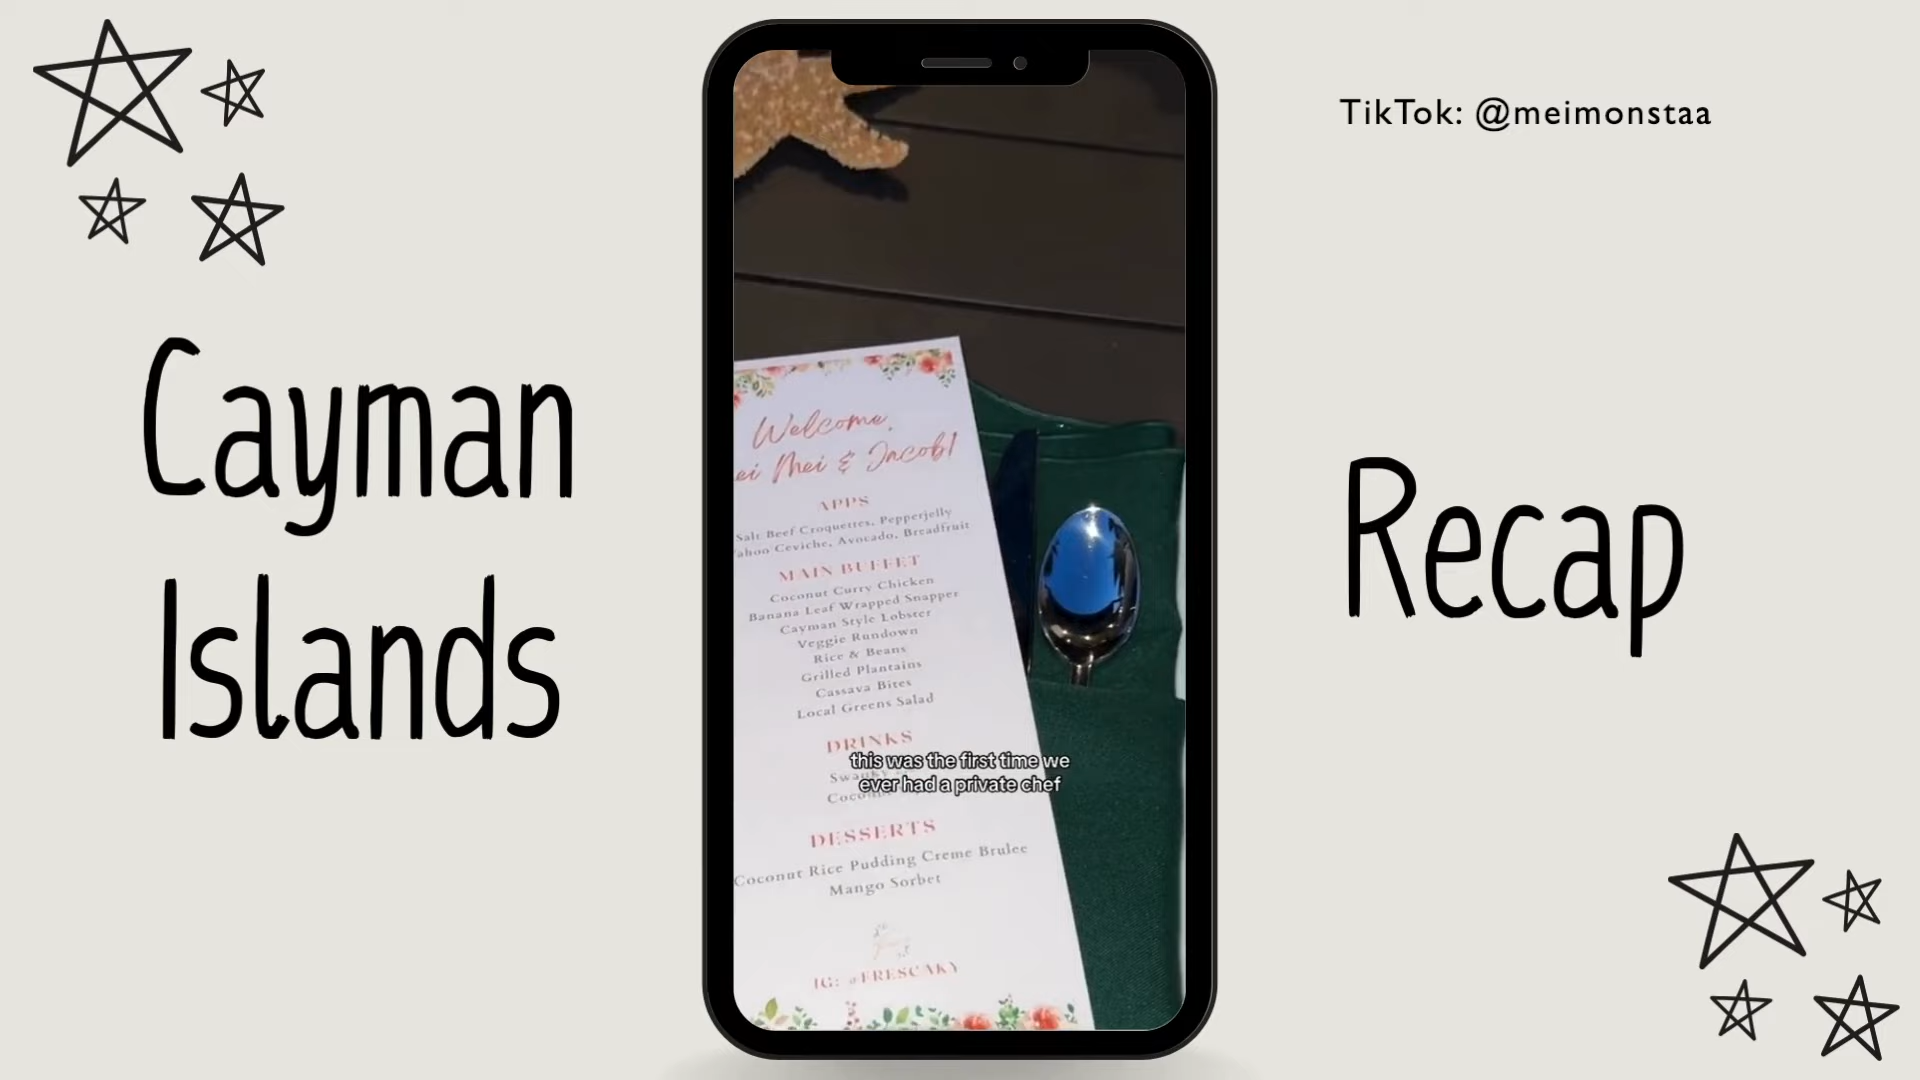 TikTok: @meimonstaa
Cayman
Islands
Recap
Welcome,
Mei & Jacob!
APPS
Salt Beef Croquettes, Pepperjelly
Ceviche, Avocado, Breadfruit
MAIN BUFFET
Coconut Curry Chicken
Banana Leaf Wrapped Snapper
Cayman Style Lobster
Veggie Rundown
Rice & Beans
Grilled Plantains
Cassava Bites
Local Greens Salad
DRINKS
this was the first time we
ever had a private chef
DESSERTS
Coconut Rice Pudding Creme Brulee
Mango Sorbet
IG: @FRESCAKY